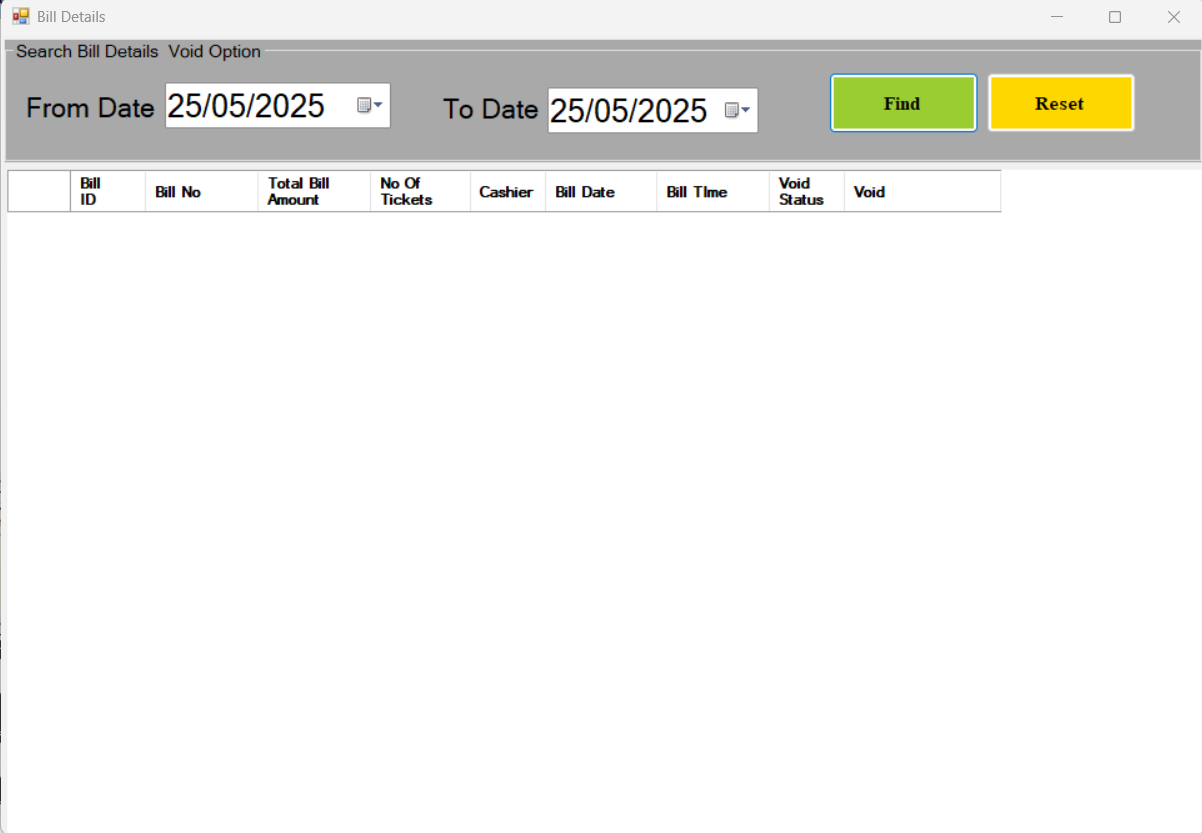 Bill Details
Search Bill Details  Void Option
From Date 25/05/2025 To Date 25/05/2025 Find Reset
Bill ID Bill No Total Bill Amount No Of Tickets Cashier Bill Date Bill TIme Void Status Void